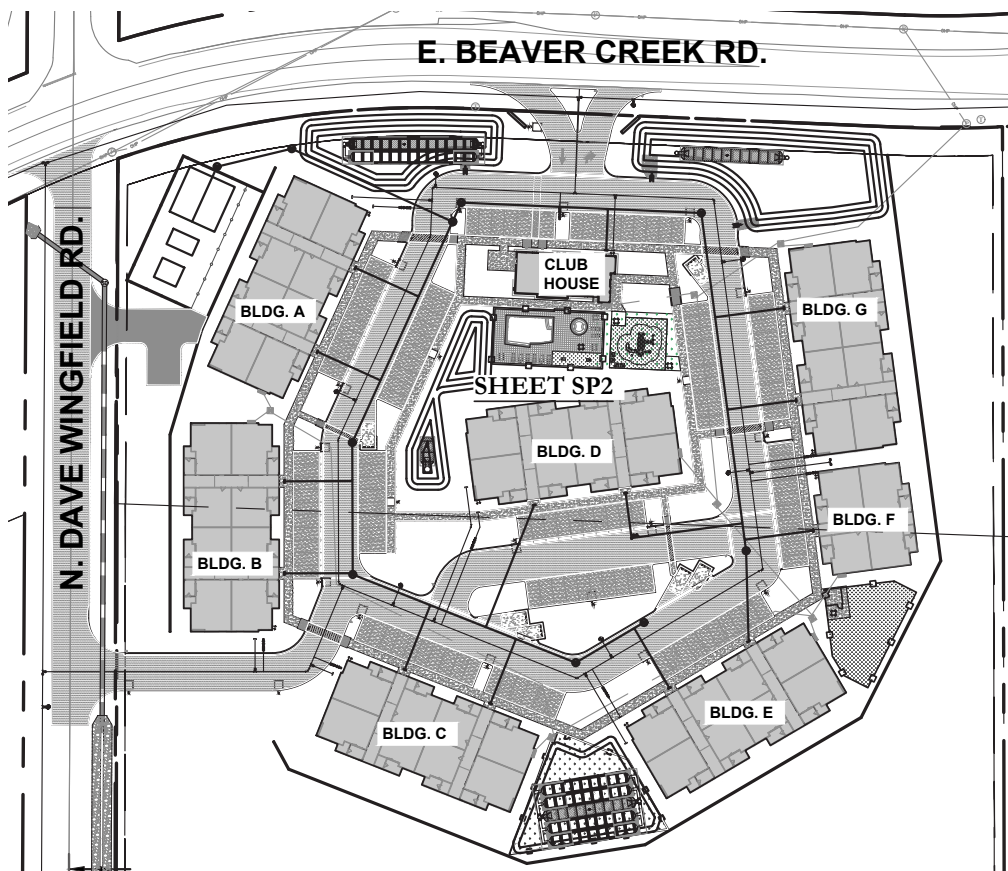 E. BEAVER CREEK RD.
N. DAVE WINGFIELD RD.
CLUB
HOUSE
BLDG. A
BLDG. G
SHEET SP2
BLDG. D
BLDG. F
BLDG. B
BLDG. E
BLDG. C